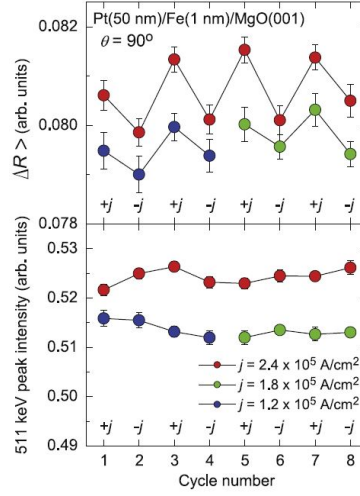 Pt(50 nm)/Fe(1 nm)/MgO(001)
θ = 90º
ΔR > (arb. units)
0.082
0.080
0.078
+j -j +j -j +j -j +j -j
511 keV peak intensity (arb. units)
0.53
0.52
0.51
0.50
0.49
j = 2.4 x 10⁵ A/cm²
j = 1.8 x 10⁵ A/cm²
j = 1.2 x 10⁵ A/cm²
+j -j +j -j +j -j +j -j
1 2 3 4 5 6 7 8
Cycle number